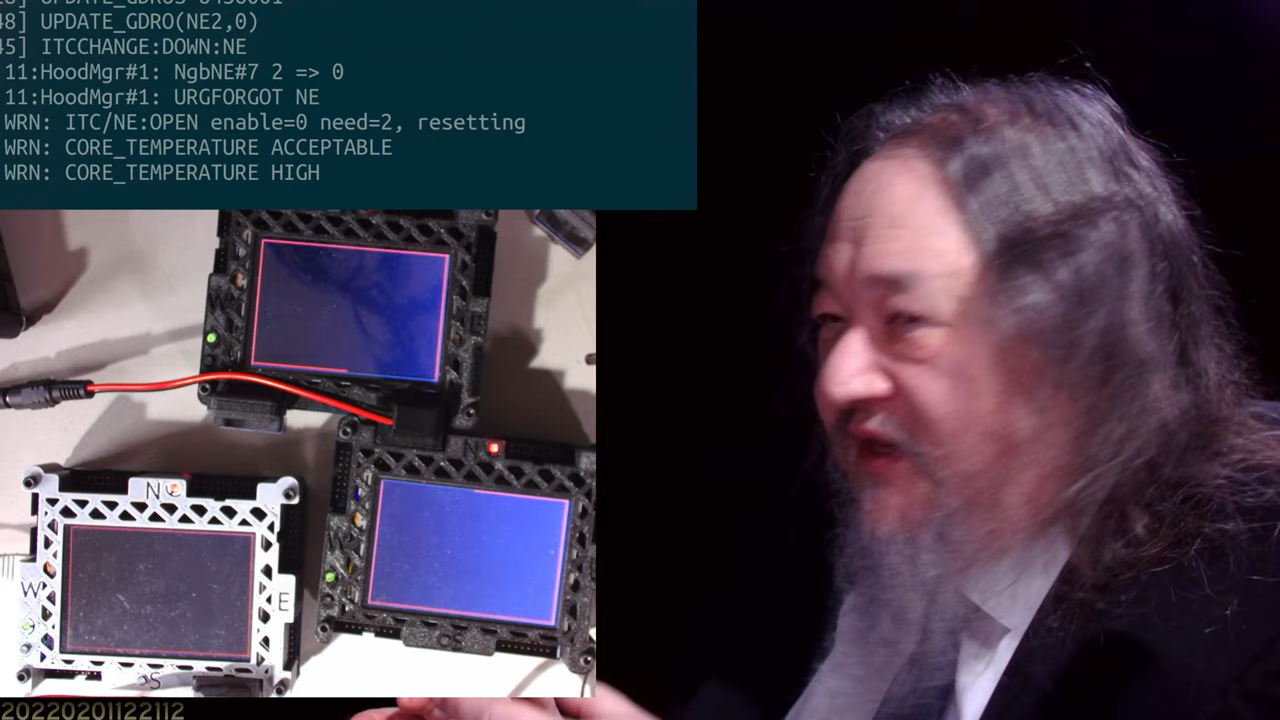 48] UPDATE_GDRO(NE2,0)
45] ITCCHANGE:DOWN:NE
11:HoodMgr#1: NgbNE#7 2 => 0
11:HoodMgr#1: URGFORGOT NE
WRN: ITC/NE:OPEN enable=0 need=2, resetting
WRN: CORE_TEMPERATURE ACCEPTABLE
WRN: CORE_TEMPERATURE HIGH
N
N
W
E
S
20220201122112